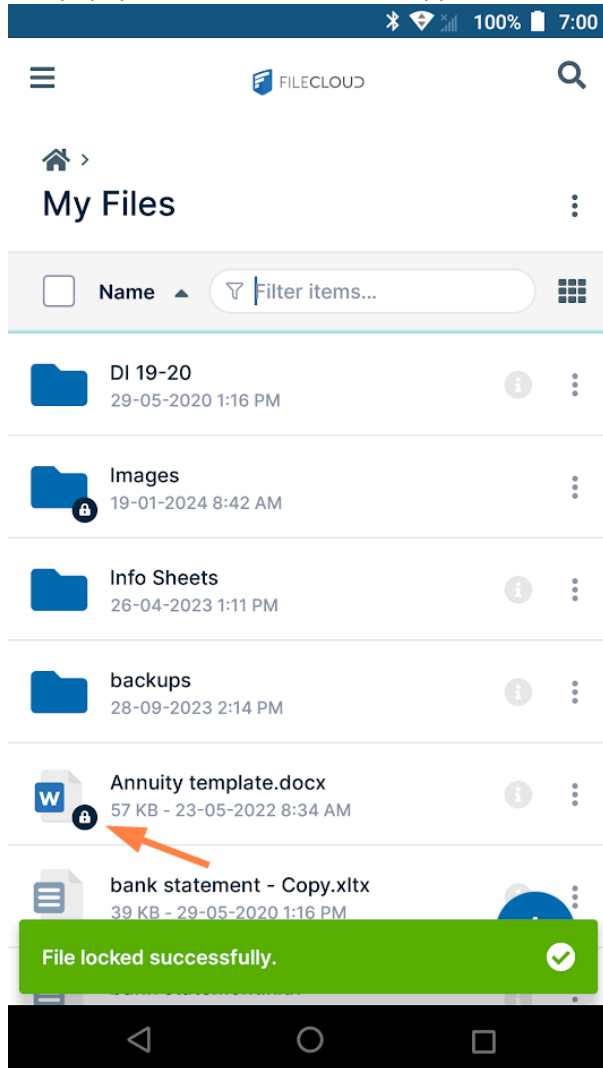 100% 7:00
FILECLOUD
My Files
Name Filter items...
DI 19-20
29-05-2020 1:16 PM
Images
19-01-2024 8:42 AM
Info Sheets
26-04-2023 1:11 PM
backups
28-09-2023 2:14 PM
W
Annuity template.docx
57 KB - 23-05-2022 8:34 AM
bank statement - Copy.xltx
39 KB - 29-05-2020 1:16 PM
File locked successfully.